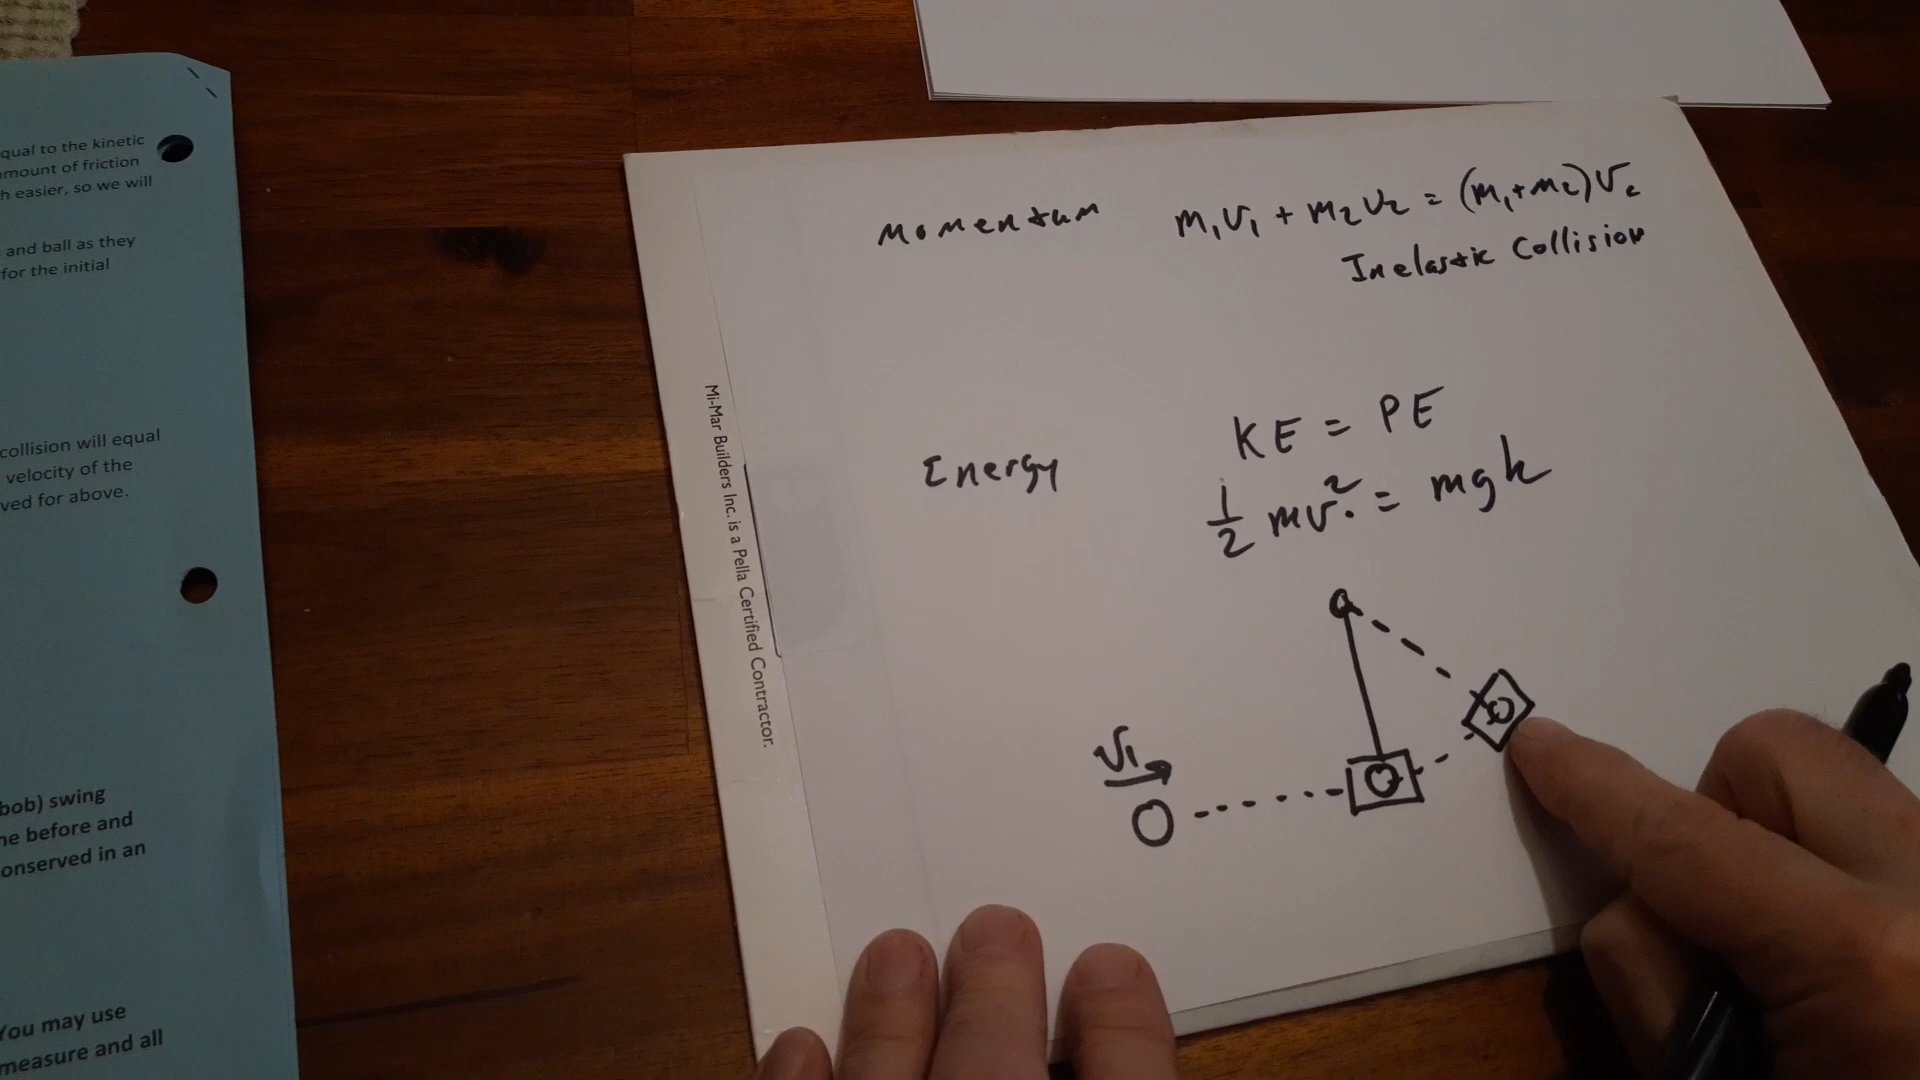 qual to the kinetic
mount of friction
h easier, so we will
and ball as they
for the initial
collision will equal
velocity of the
ved for above.
bob) swing
ne before and
onserved in an
You may use
measure and all
Momentum m₁v₁ + m₂v₂ = (m₁+m₂)v_c
Inelastic Collision
KE = PE
Energy
½ mv² = mgh
v₁
Mi-Mar Builders Inc. is a Pella Certified Contractor.